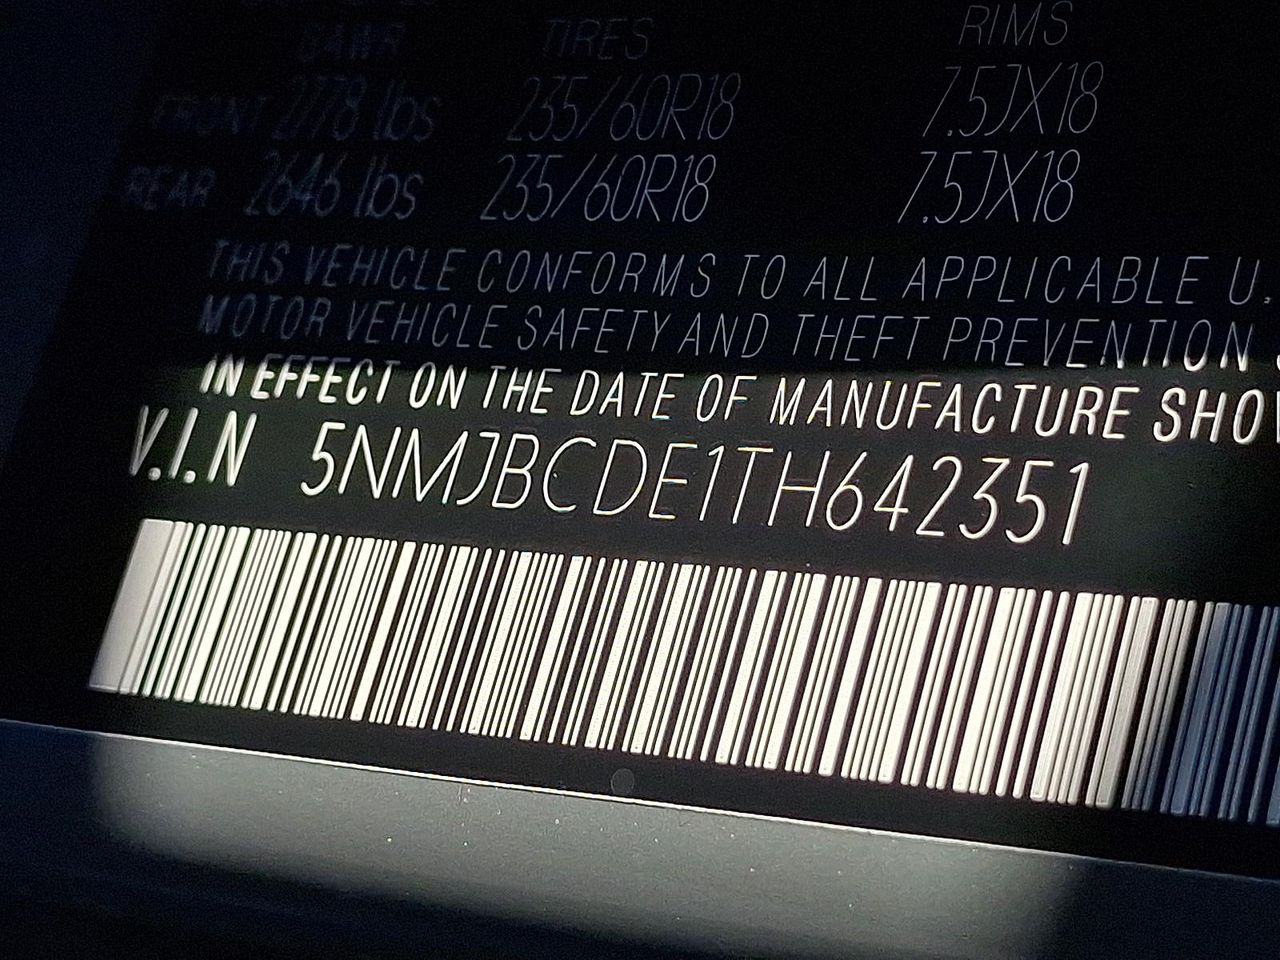 GAWR TIRES RIMS
FRONT 2778 lbs 235/60R18 7.5JX18
REAR 2646 lbs 235/60R18 7.5JX18
THIS VEHICLE CONFORMS TO ALL APPLICABLE U.
MOTOR VEHICLE SAFETY AND THEFT PREVENTION
IN EFFECT ON THE DATE OF MANUFACTURE SHO
V.I.N 5NMJBCDE1TH642351